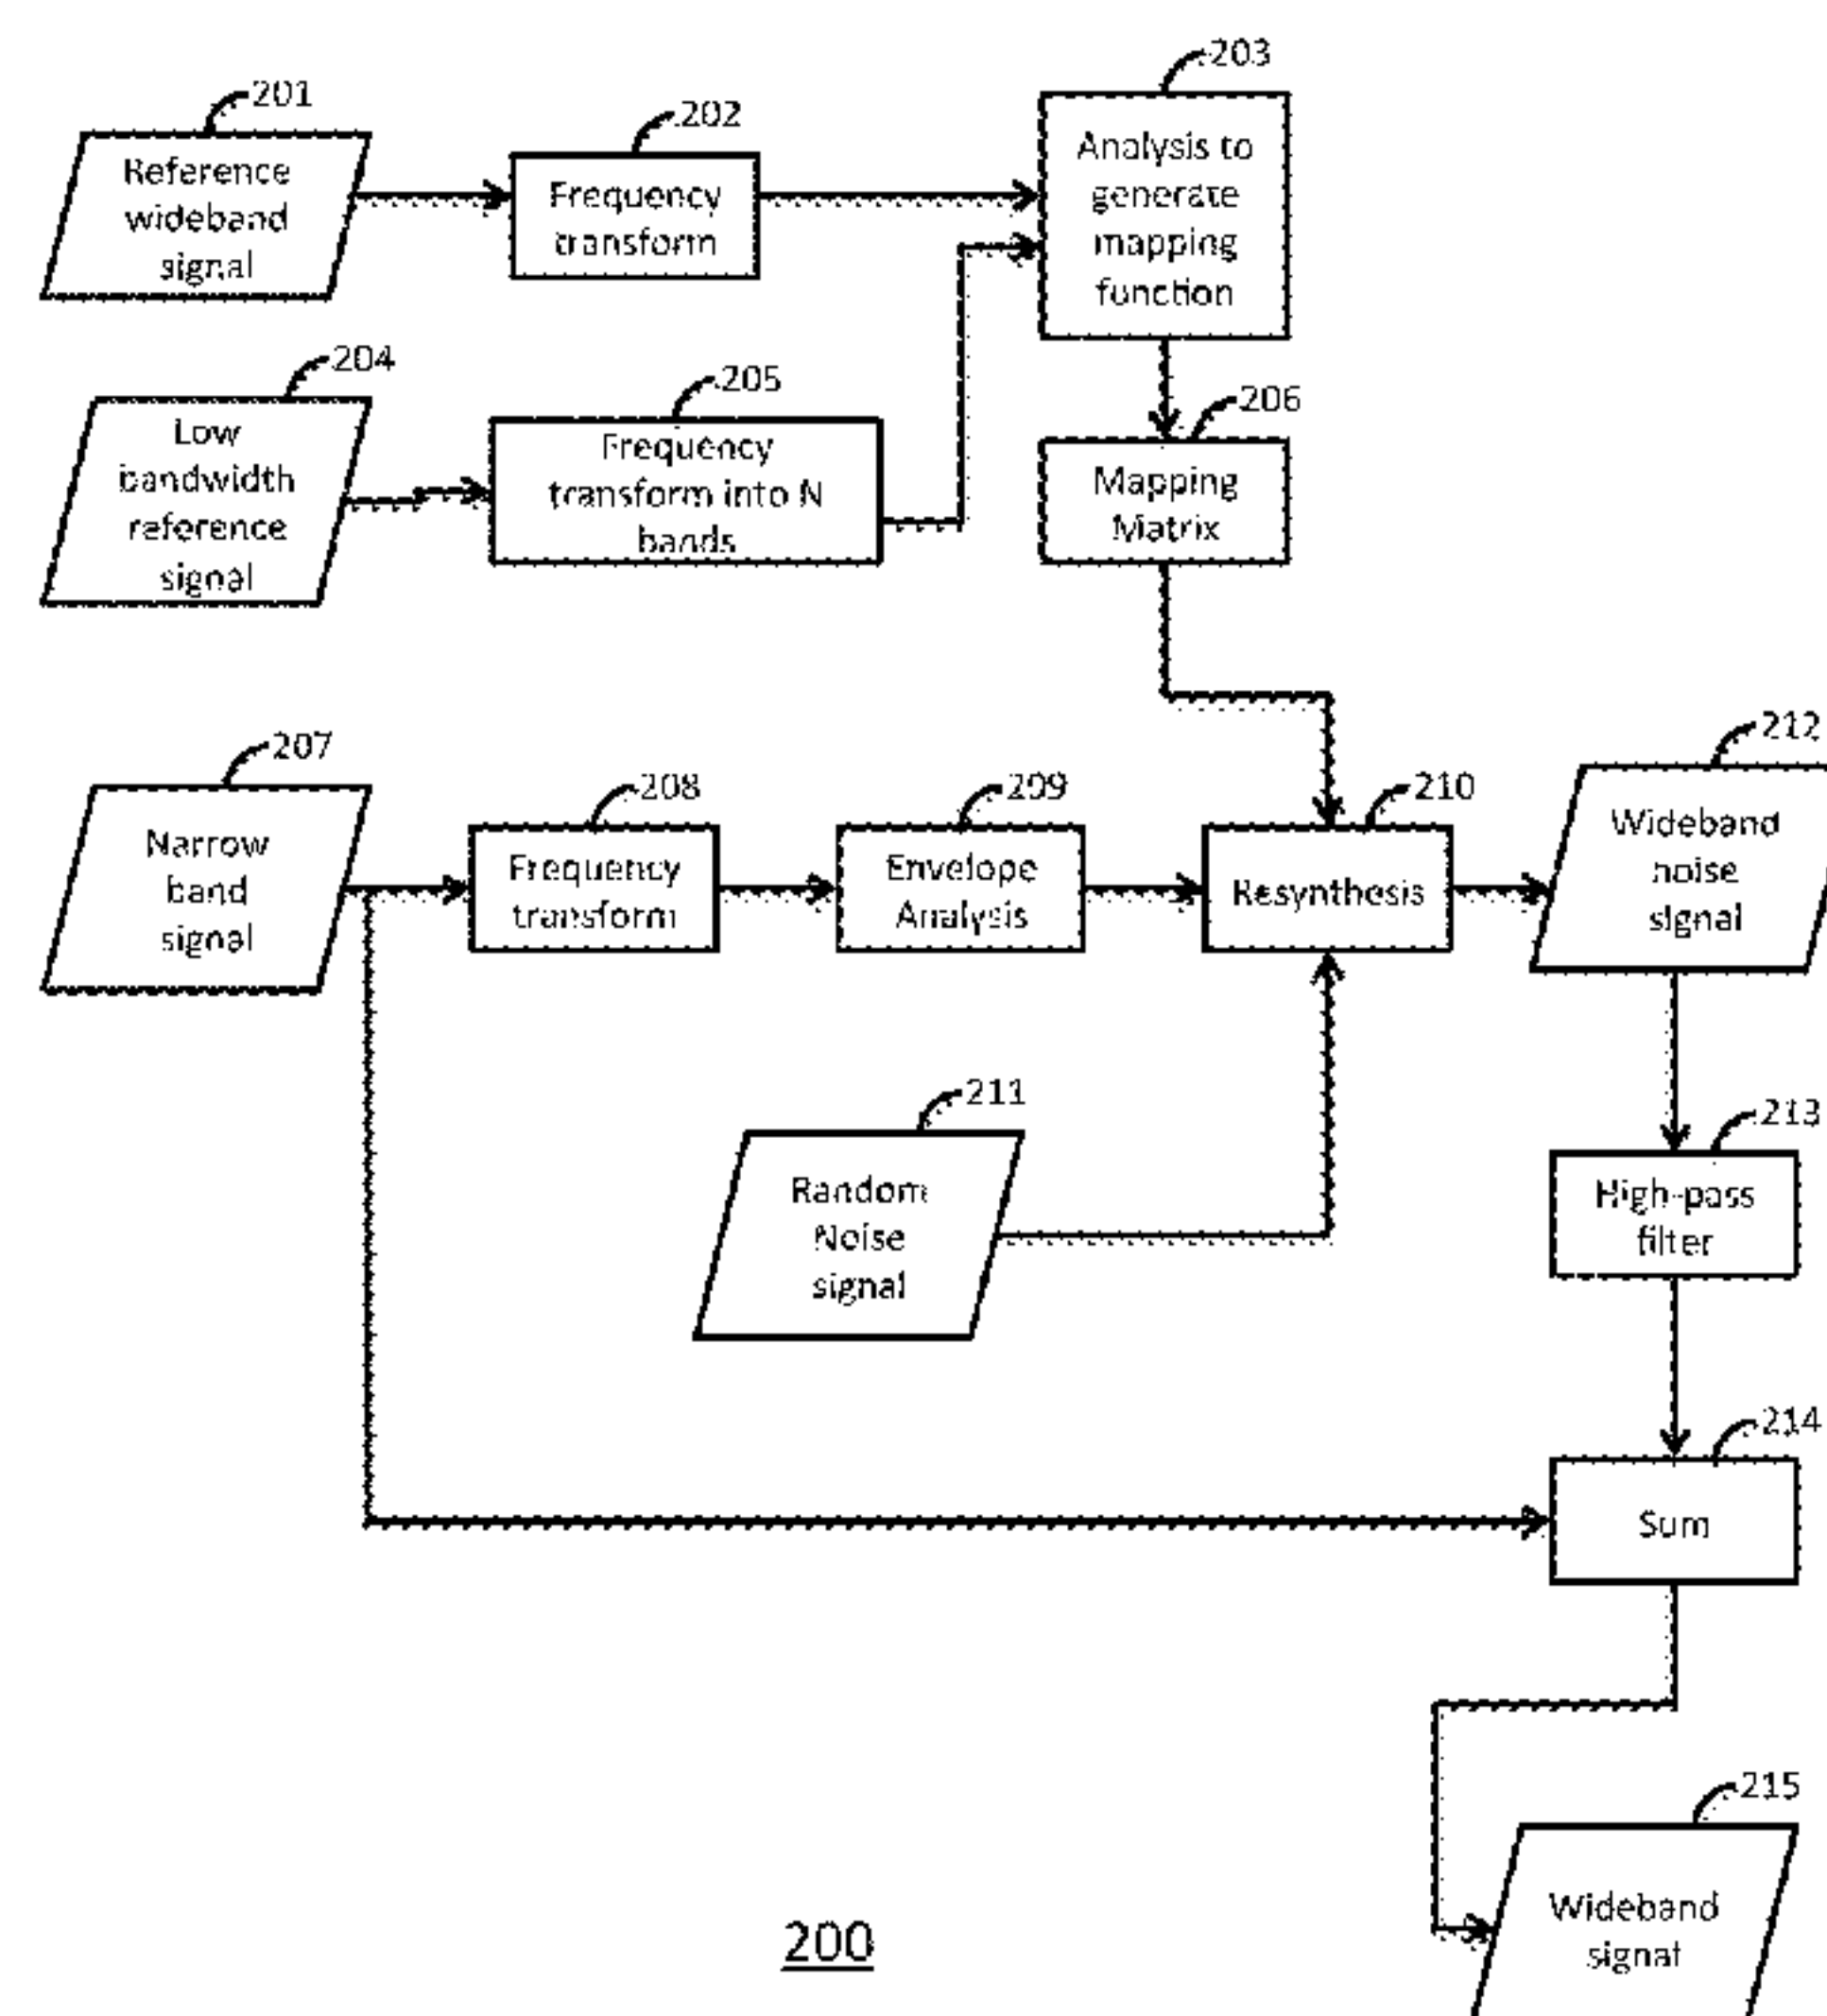 201
Reference
wideband
signal
202
Frequency
transform
203
Analysis to
generate
mapping
function
204
Low
bandwidth
reference
signal
205
Frequency
transform into N
bands
206
Mapping
Matrix
207
Narrow
band
signal
208
Frequency
transform
209
Envelope
Analysis
210
Resynthesis
211
Random
Noise
signal
212
Wideband
noise
signal
213
High-pass
filter
214
Sum
215
Wideband
signal
200